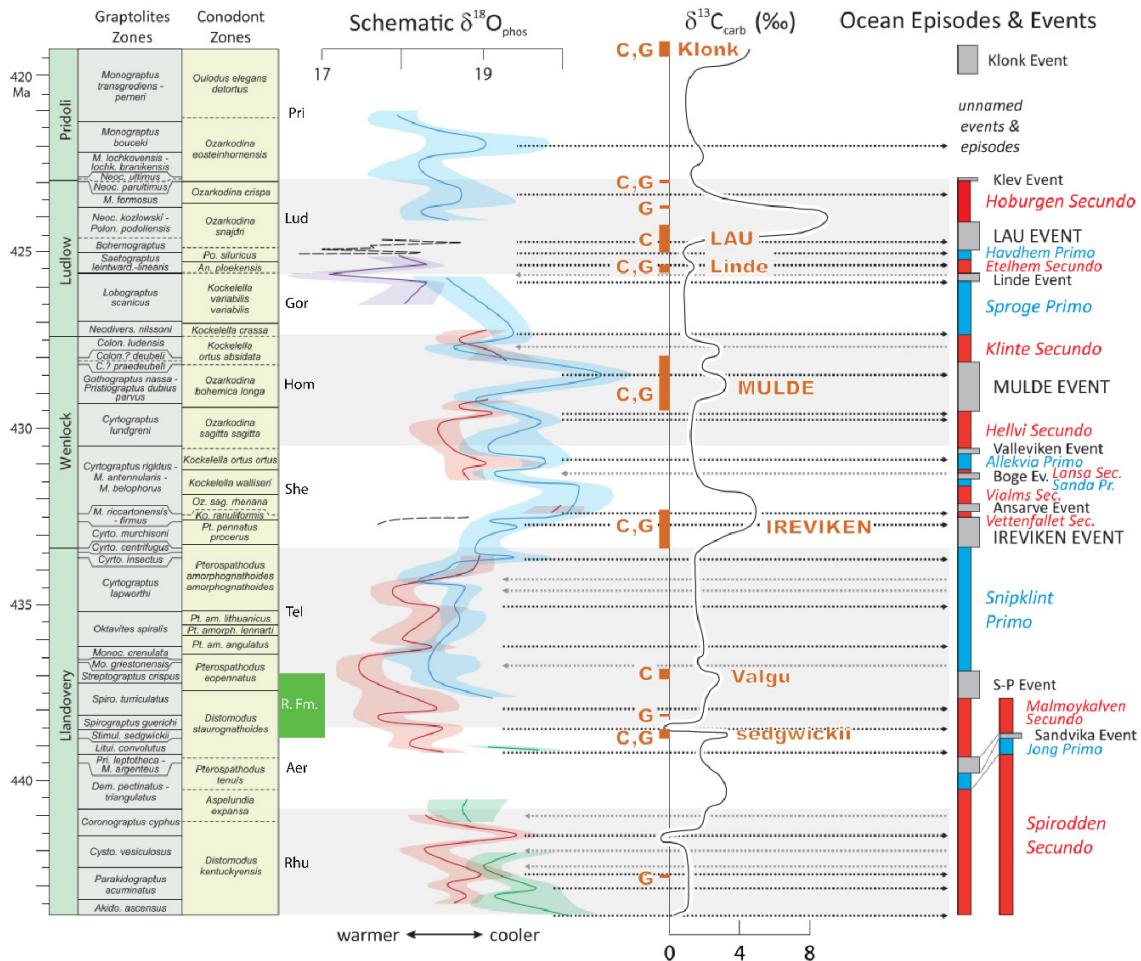 Graptolites
Zones
Conodont
Zones
Schematic δ¹⁸Ophos
δ¹³Ccarb (‰)
Ocean Episodes & Events
17
19
420
Ma
425
430
435
440
Pridoli
Ludlow
Wenlock
Llandovery
Monograptus
transgrediens -
perneri
Monograptus
bouceki
M. lochkovensis -
lochk. branikensis
Neoc. ultimus
Neoc. parultimus
M. formosus
Neoc. kozlowski -
Polon. podoliensis
Bohemograptus
Saetograptus
leintward.-linearis
Lobograptus
scanicus
Neodivers. nilssoni
Colon. ludensis
Colon.? deubeli
C.? praedeubeli
Gothograptus nassa -
Pristiograptus dubius
parvus
Cyrtograptus
lundgreni
Cyrtograptus rigidus -
M. antennularis -
M. belophorus
M. riccartonensis
- firmus
Cyrto. murchisoni
Cyrto. centrifugus
Cyrto. insectus
Cyrtograptus
lapworthi
Oktavites spiralis
Monoc. crenulata
Mo. griestonensis
Streptograptus crispus
Spiro. turriculatus
Spirograptus guerichi
Stimul. sedgwickii
Litui. convolutus
Pri. leptotheca -
M. argenteus
Dem. pectinatus -
triangulatus
Coronograptus cyphus
Cysto. vesiculosus
Parakidograptus
acuminatus
Akido. ascensus
Oulodus elegans
detortus
Ozarkodina
eosteinhornensis
Ozarkodina crispa
Ozarkodina
snajdri
Po. siluricus
An. ploekensis
Kockelella
variabilis
variabilis
Kockelella crassa
Kockelella
ortus absidata
Ozarkodina
bohemica longa
Ozarkodina
sagitta sagitta
Kockelella ortus ortus
Kockelella walliseri
Oz. sag. rhenana
Ko. ranuliformis
Pt. pennatus
procerus
Pterospathodus
amorphognathoides
amorphognathoides
Pt. am. lithuanicus
Pt. amorph. lennarti
Pt. am. angulatus
Pterospathodus
eopennatus
Distomodus
staurognathoides
Pterospathodus
tenuis
Aspelundia
expansa
Distomodus
kentuckyensis
Pri
Lud
Gor
Hom
She
Tel
R. Fm.
Aer
Rhu
C,G Klonk
C,G
G
C LAU
C,G Linde
C,G MULDE
C,G IREVIKEN
C Valgu
G
C,G sedgwickii
G
Klonk Event
unnamed
events &
episodes
Klev Event
Hoburgen Secundo
LAU EVENT
Havdhem Primo
Etelhem Secundo
Linde Event
Sproge Primo
Klinte Secundo
MULDE EVENT
Hellvi Secundo
Valleviken Event
Allekvia Primo
Boge Ev. Lansa Sec.
Sanda Pr.
Vialms Sec.
Ansarve Event
Vettenfallet Sec.
IREVIKEN EVENT
Snipklint
Primo
S-P Event
Malmoykalven
Secundo
Sandvika Event
Jong Primo
Spirodden
Secundo
warmer
cooler
0
4
8